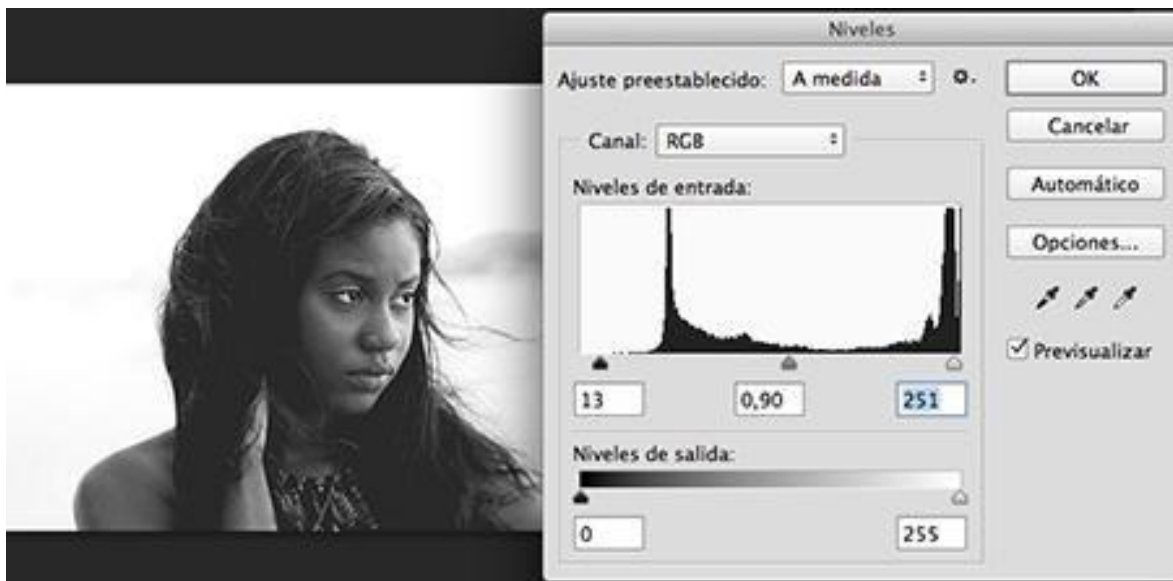 Niveles
Ajuste preestablecido: A medida
OK
Canal: RGB
Cancelar
Niveles de entrada:
Automático
Opciones...
Previsualizar
13 0,90 251
Niveles de salida:
0 255